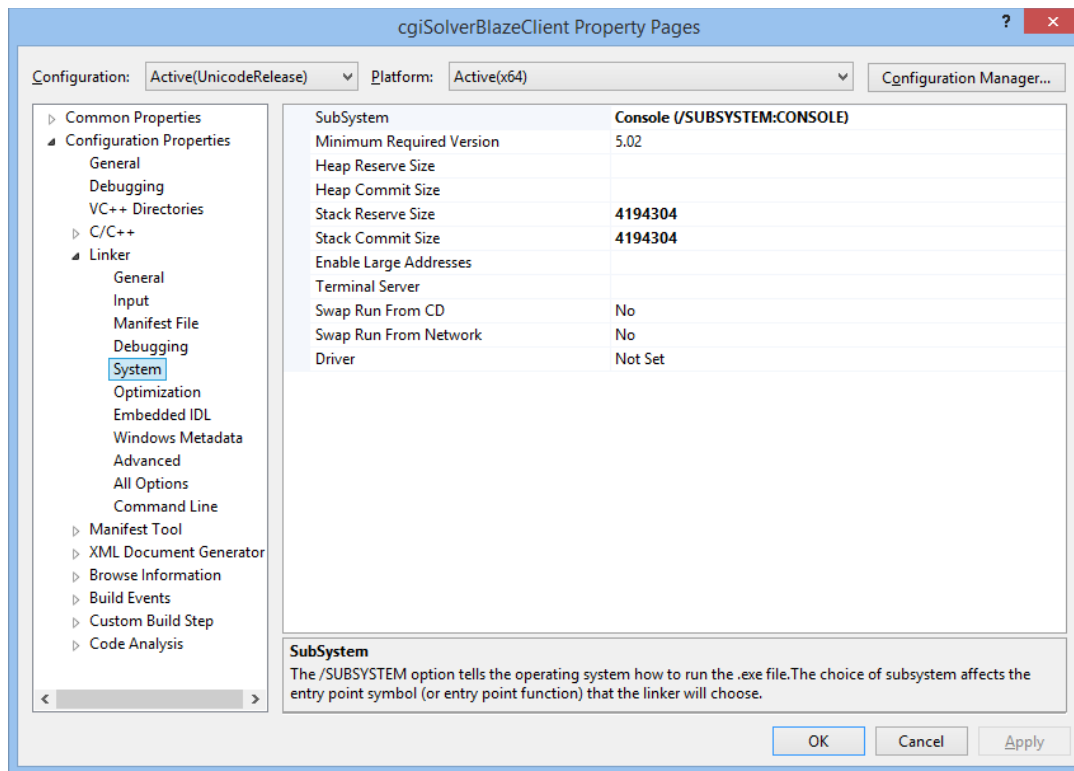 cgiSolverBlazeClient Property Pages
?
Configuration: Active(UnicodeRelease) Platform: Active(x64) Configuration Manager...
Common Properties
Configuration Properties
General
Debugging
VC++ Directories
C/C++
Linker
General
Input
Manifest File
Debugging
System
Optimization
Embedded IDL
Windows Metadata
Advanced
All Options
Command Line
Manifest Tool
XML Document Generator
Browse Information
Build Events
Custom Build Step
Code Analysis
SubSystem Console (/SUBSYSTEM:CONSOLE)
Minimum Required Version 5.02
Heap Reserve Size
Heap Commit Size
Stack Reserve Size 4194304
Stack Commit Size 4194304
Enable Large Addresses
Terminal Server
Swap Run From CD No
Swap Run From Network No
Driver Not Set
SubSystem
The /SUBSYSTEM option tells the operating system how to run the .exe file.The choice of subsystem affects the
entry point symbol (or entry point function) that the linker will choose.
OK Cancel Apply